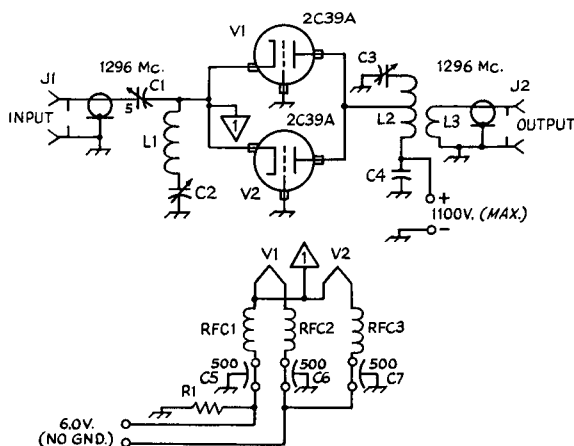 2C39A
V1
1296 Mc.
J1
C1
5
INPUT
L1
C2
1
2C39A
V2
C3
1296 Mc.
J2
L2
L3
OUTPUT
C4
+
1100V. (MAX.)
-
V1
1
V2
RFC1
RFC2
RFC3
500
C5
500
C6
500
C7
R1
6.0V.
(NO GND.)